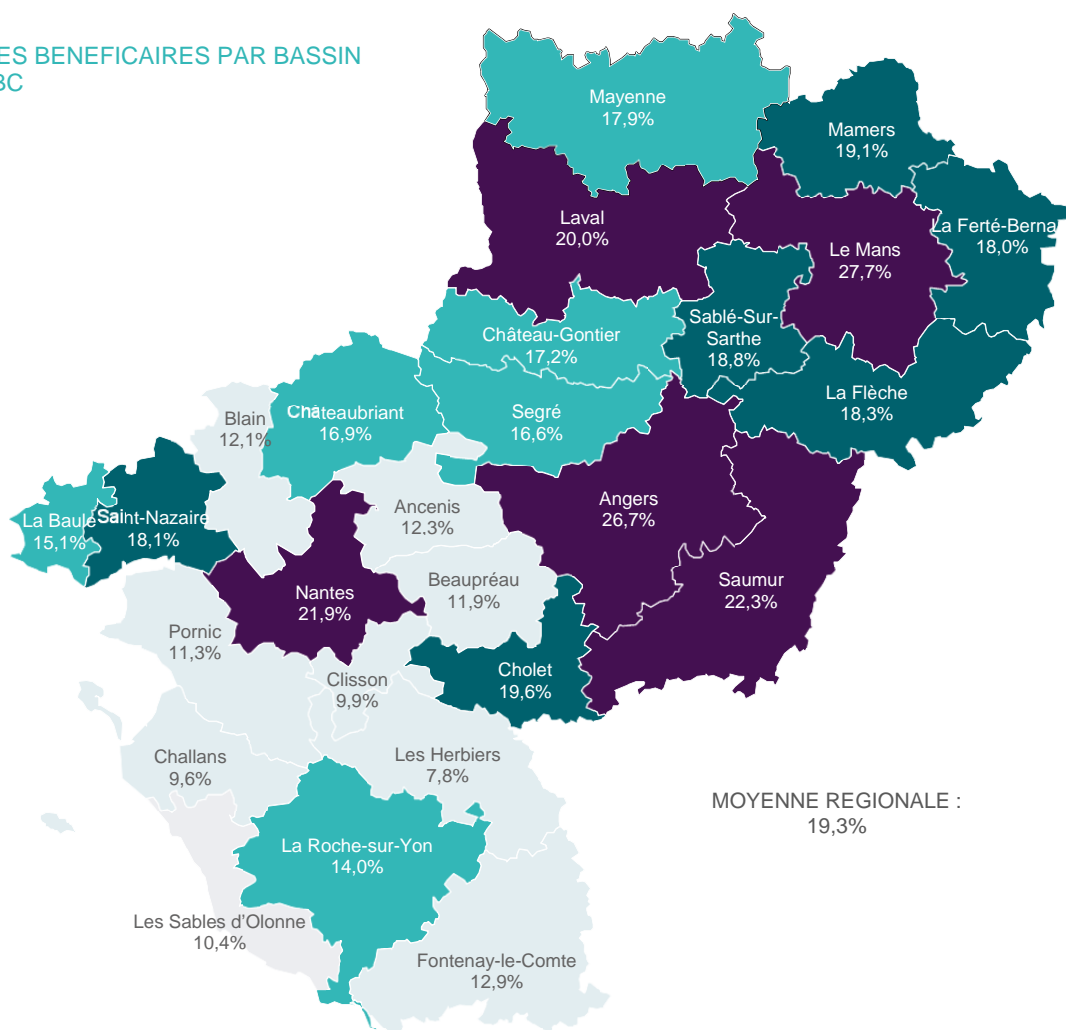 ES BENEFICAIRES PAR BASSIN
BC
Mayenne
17,9%
Mamers
19,1%
Laval
20,0%
La Ferté-Berna
18,0%
Le Mans
27,7%
Sablé-Sur-
Sarthe
18,8%
Château-Gontier
17,2%
La Flèche
18,3%
Châteaubriant
16,9%
Segré
16,6%
Blain
12,1%
Ancenis
12,3%
Angers
26,7%
La Baule
15,1%
Saint-Nazaire
18,1%
Beaupréau
11,9%
Saumur
22,3%
Nantes
21,9%
Pornic
11,3%
Cholet
19,6%
Clisson
9,9%
Challans
9,6%
Les Herbiers
7,8%
MOYENNE REGIONALE :
19,3%
La Roche-sur-Yon
14,0%
Les Sables d’Olonne
10,4%
Fontenay-le-Comte
12,9%